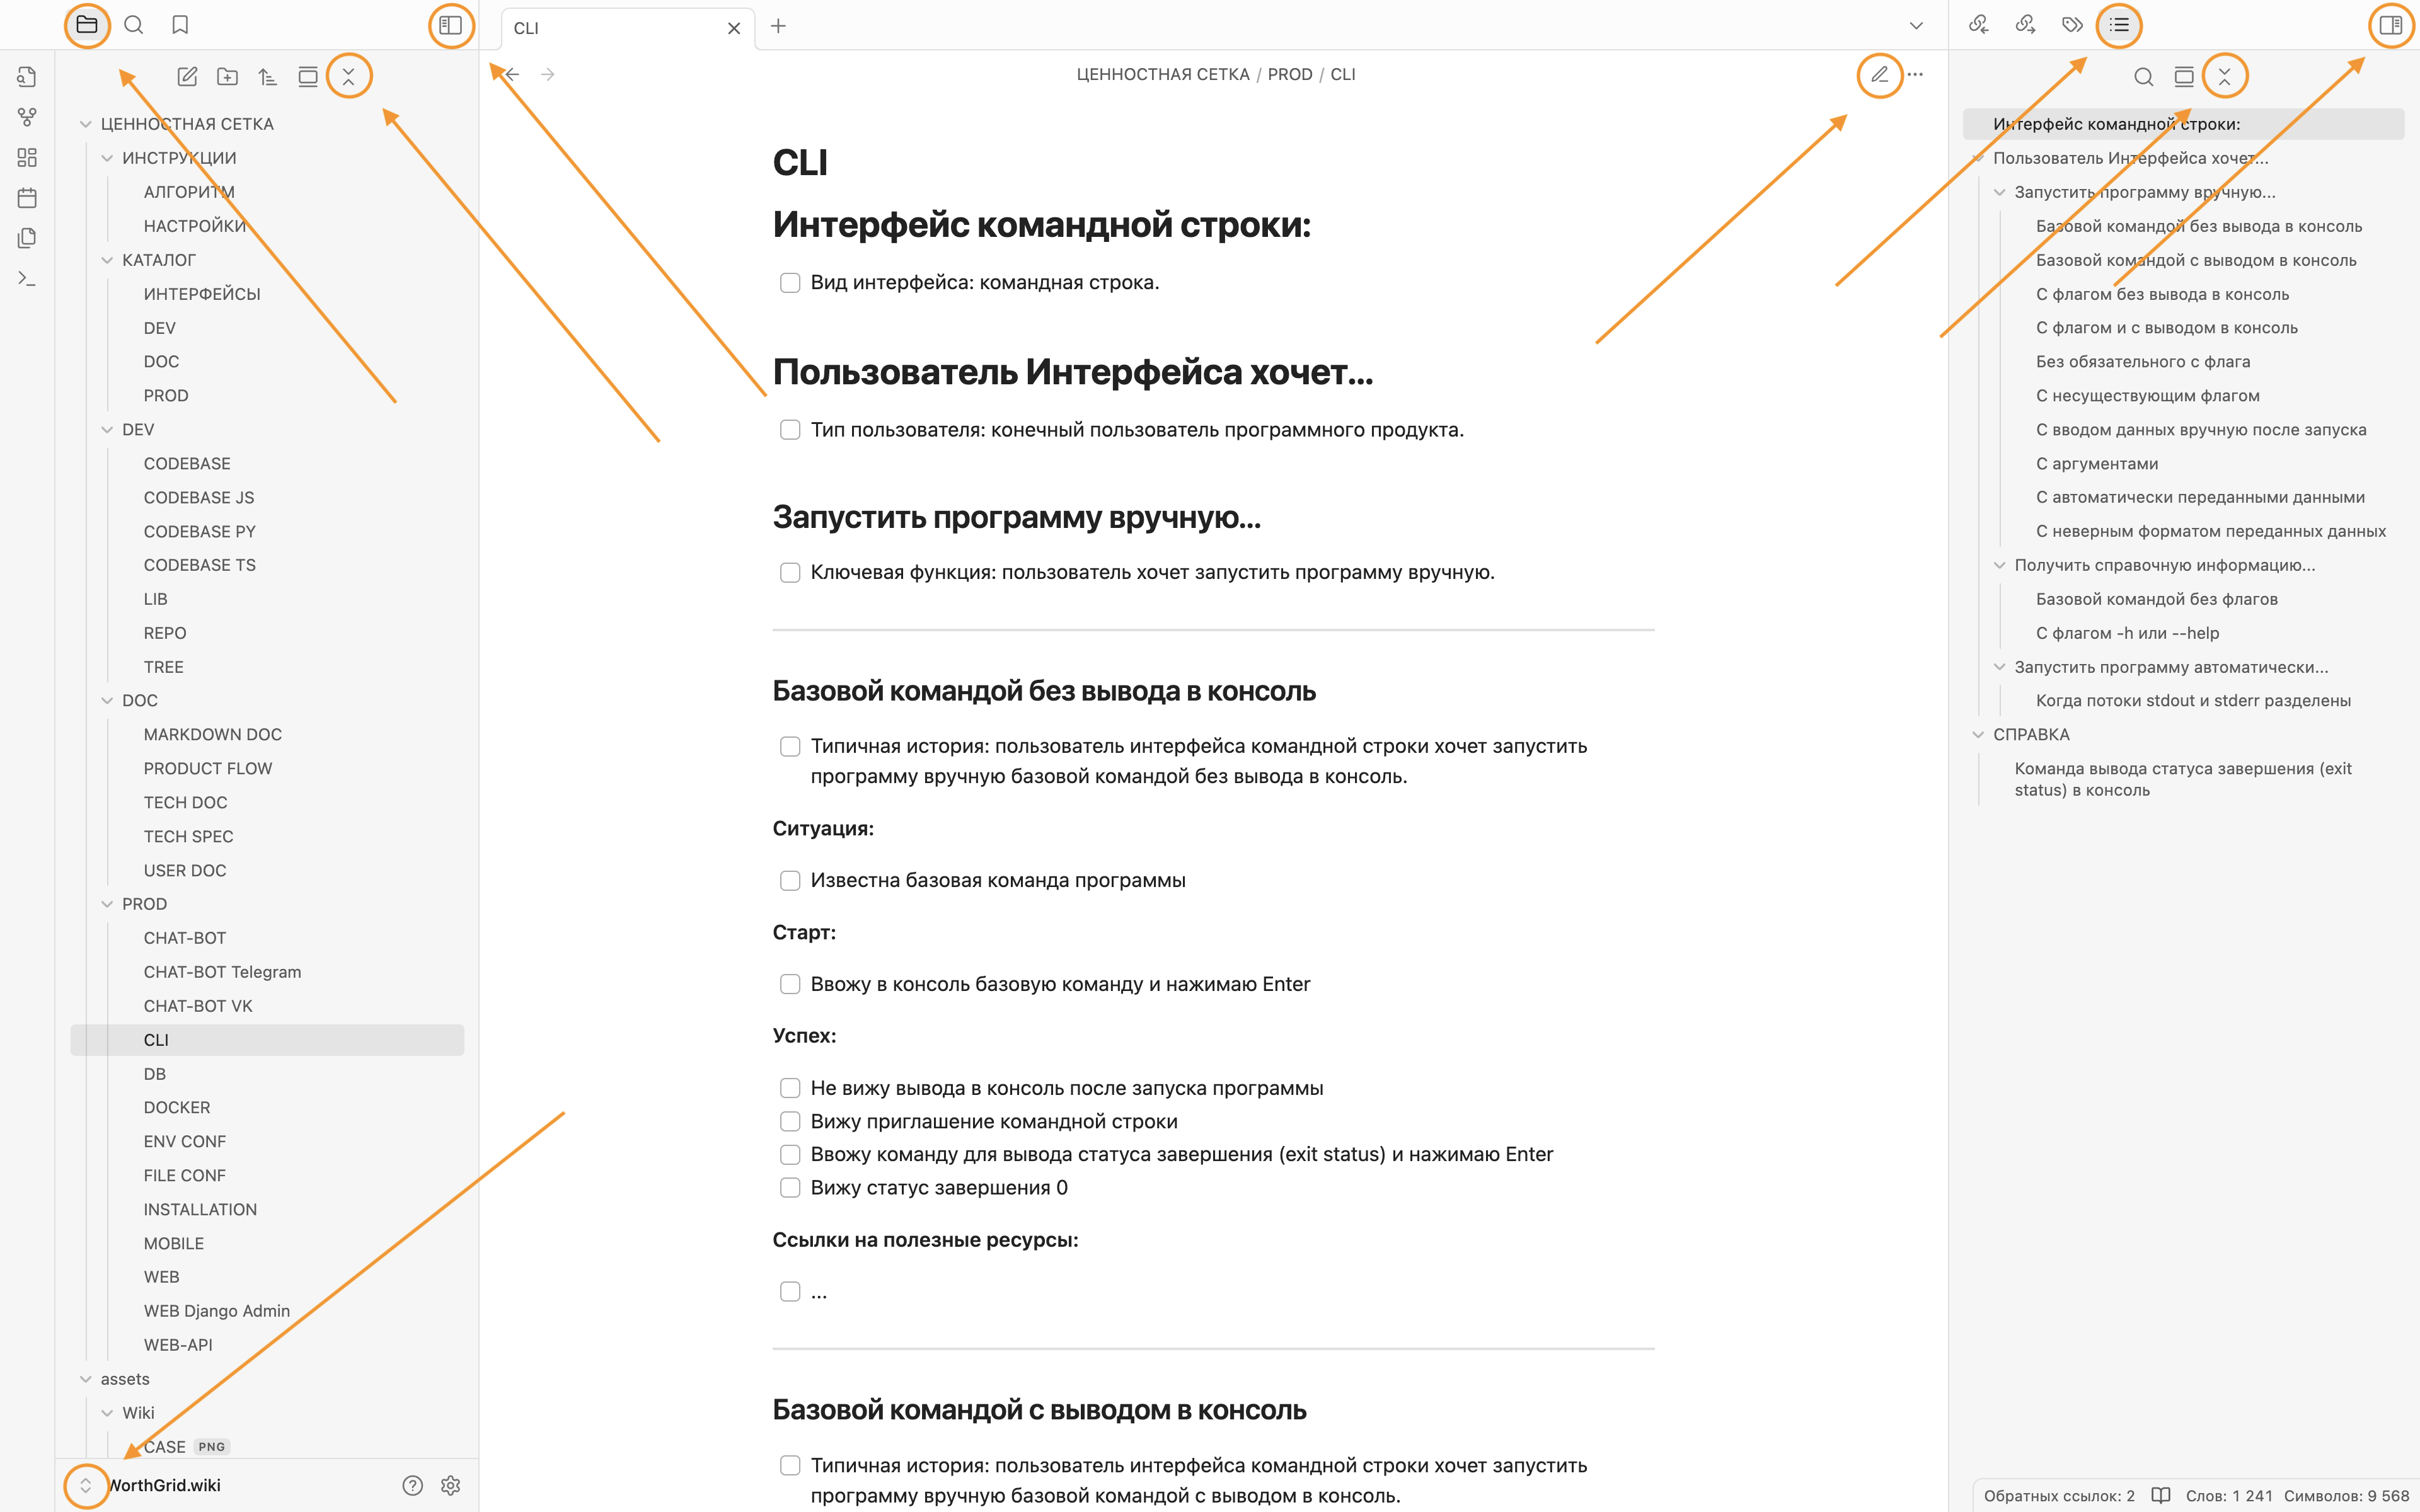 CLI
ЦЕННОСТНАЯ СЕТКА / PROD / CLI
ЦЕННОСТНАЯ СЕТКА
ИНСТРУКЦИИ
АЛГОРИТМ
НАСТРОЙКИ
КАТАЛОГ
ИНТЕРФЕЙСЫ
DEV
DOC
PROD
DEV
CODEBASE
CODEBASE JS
CODEBASE PY
CODEBASE TS
LIB
REPO
TREE
DOC
MARKDOWN DOC
PRODUCT FLOW
TECH DOC
TECH SPEC
USER DOC
PROD
CHAT-BOT
CHAT-BOT Telegram
CHAT-BOT VK
CLI
DB
DOCKER
ENV CONF
FILE CONF
INSTALLATION
MOBILE
WEB
WEB Django Admin
WEB-API
assets
Wiki
CASE PNG
WorthGrid.wiki
CLI
Интерфейс командной строки:
Вид интерфейса: командная строка.
Пользователь Интерфейса хочет...
Тип пользователя: конечный пользователь программного продукта.
Запустить программу вручную...
Ключевая функция: пользователь хочет запустить программу вручную.
Базовой командой без вывода в консоль
Типичная история: пользователь интерфейса командной строки хочет запустить
программу вручную базовой командой без вывода в консоль.
Ситуация:
Известна базовая команда программы
Старт:
Ввожу в консоль базовую команду и нажимаю Enter
Успех:
Не вижу вывода в консоль после запуска программы
Вижу приглашение командной строки
Ввожу команду для вывода статуса завершения (exit status) и нажимаю Enter
Вижу статус завершения 0
Ссылки на полезные ресурсы:
...
Базовой командой с выводом в консоль
Типичная история: пользователь интерфейса командной строки хочет запустить
программу вручную базовой командой с выводом в консоль.
Интерфейс командной строки:
Пользователь Интерфейса хочет...
Запустить программу вручную...
Базовой командой без вывода в консоль
Базовой командой с выводом в консоль
С флагом без вывода в консоль
С флагом и с выводом в консоль
Без обязательного с флага
С несуществующим флагом
С вводом данных вручную после запуска
С аргументами
С автоматически переданными данными
С неверным форматом переданных данных
Получить справочную информацию...
Базовой командой без флагов
С флагом -h или --help
Запустить программу автоматически...
Когда потоки stdout и stderr разделены
СПРАВКА
Команда вывода статуса завершения (exit
status) в консоль
Обратных ссылок: 2 Слов: 1 241 Символов: 9 568